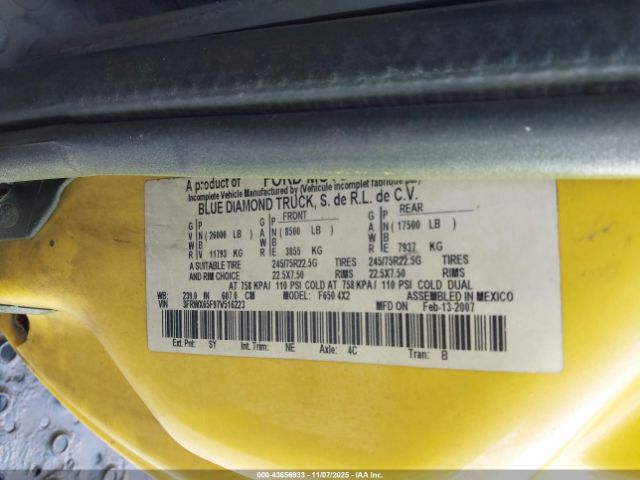 A product of FORD MO
Incomplete Vehicle Manufactured by (Vehicule incomplet fabrique par)
BLUE DIAMOND TRUCK, S. de R.L. de C.V.
G P G P FRONT G P REAR
V N ( 26000 LB ) A N ( 8500 LB ) A N ( 17500 LB )
W B W B W B
R V 11793 KG R E 3855 KG R E 7937 KG
A SUITABLE TIRE 245/75R22.5G TIRES 245/75R22.5G TIRES
AND RIM CHOICE 22.5X7.50 RIMS 22.5X7.50 RIMS
AT 758 KPA/ 110 PSI COLD AT 758 KPA/ 110 PSI COLD DUAL
WB: 239.0 IN 607.0 CM MODEL: F650 4X2 ASSEMBLED IN MEXICO
VIN 3FRWX65F97V516223 MFD ON Feb-13-2007
Ext. Pnt: SY Int. Trim: NE Axle: 4C Tran: B
000-43656933 - 11/07/2025 - IAAI.com